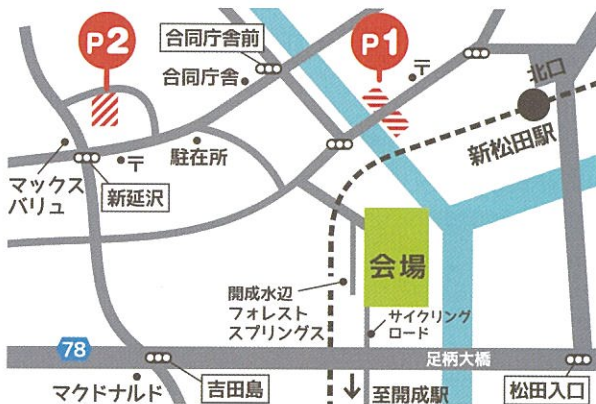 P2
合同庁舎前
合同庁舎
P1
〒
北口
新松田駅
マックス
バリュ
〒
駐在所
新延沢
会場
開成水辺
フォレスト
スプリングス
サイクリング
ロード
78
足柄大橋
マクドナルド
吉田島
至開成駅
松田入口